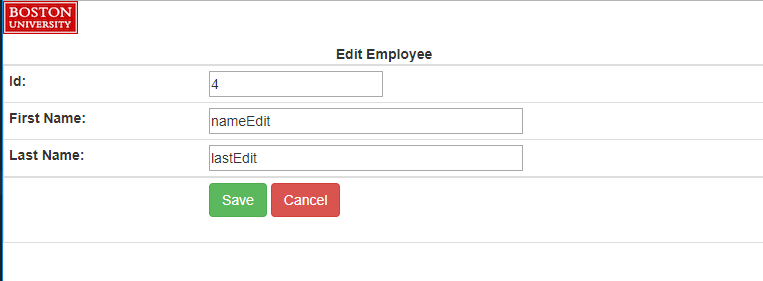 BOSTON
UNIVERSITY
Edit Employee
Id: 4
First Name: nameEdit
Last Name: lastEdit
Save Cancel